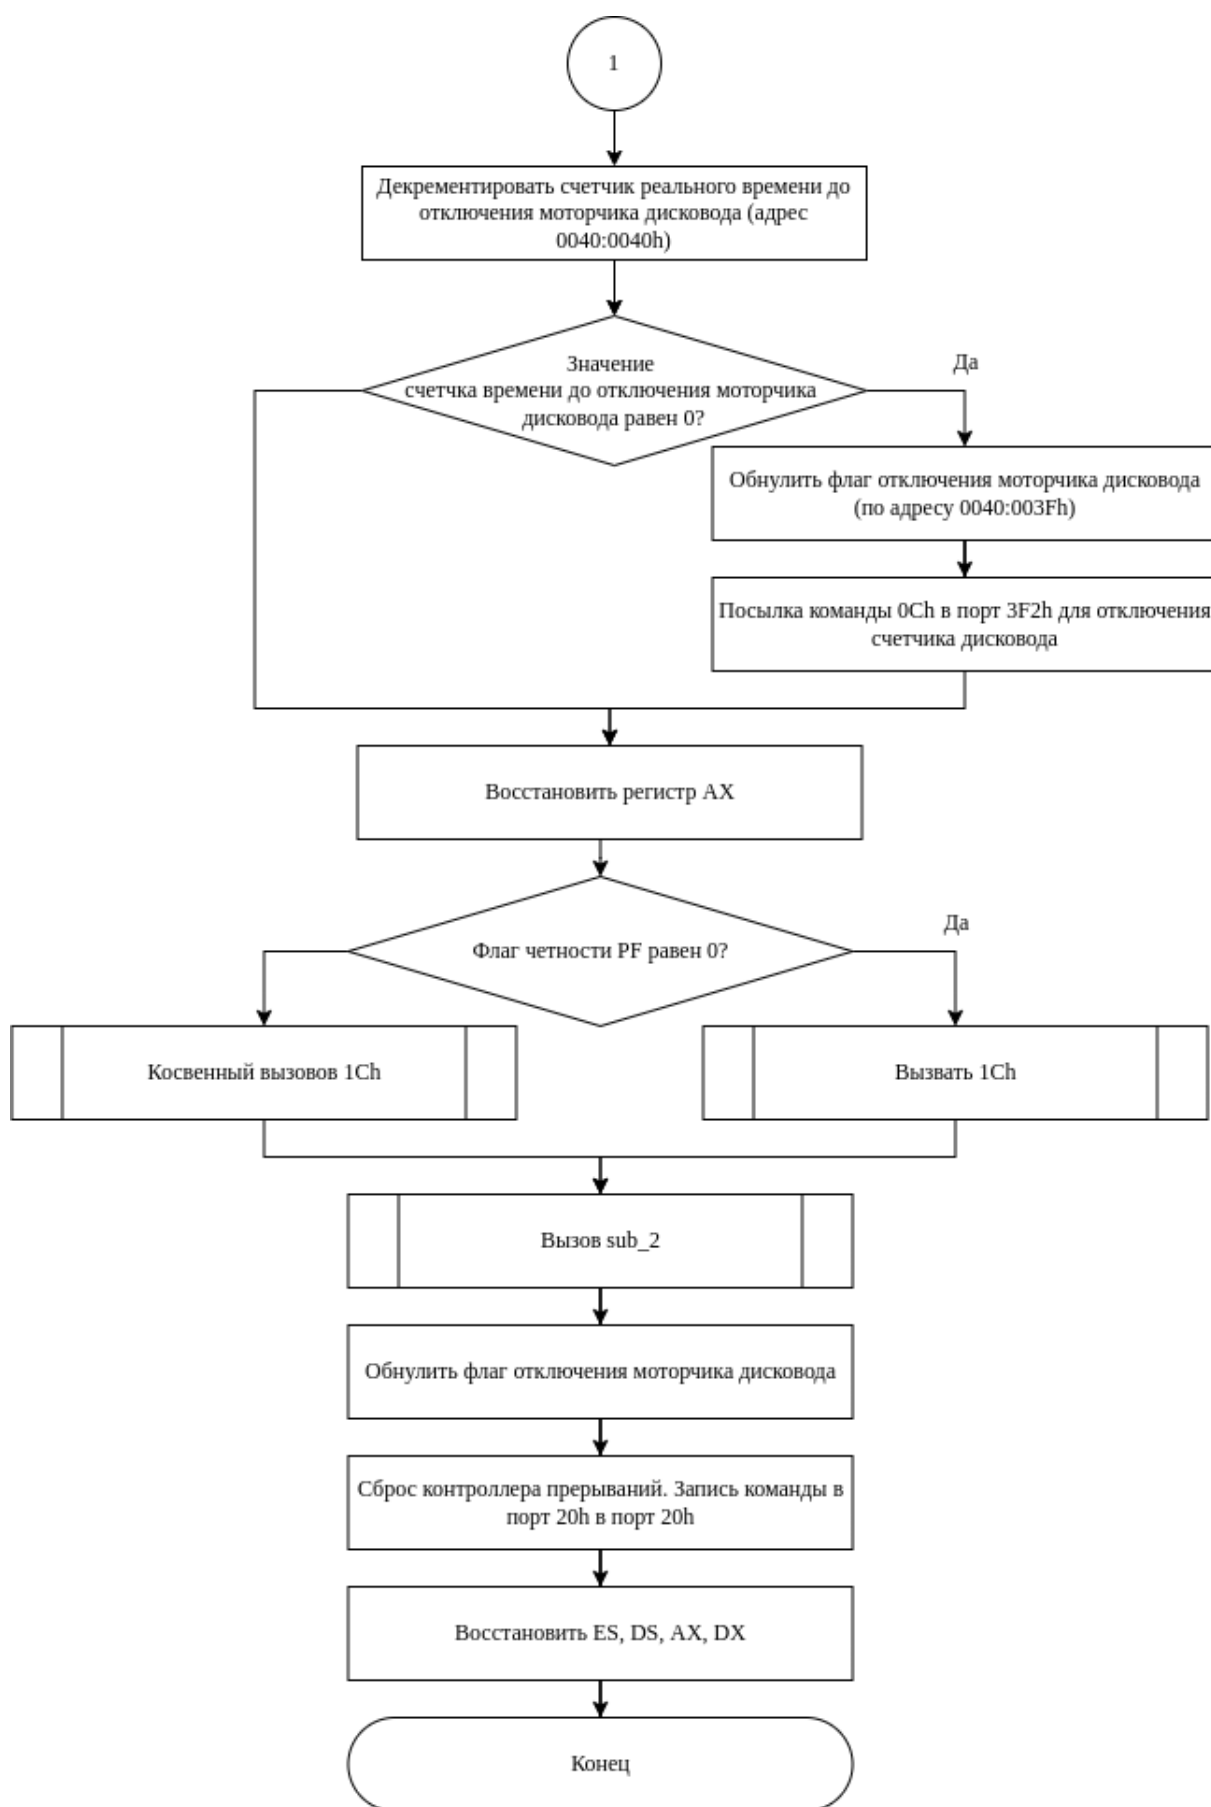 1
Декрементировать счетчик реального времени до
отключения моторчика дисковода (адрес
0040:0040h)
Значение
счетчка времени до отключения моторчика
дисковода равен 0?
Да
Обнулить флаг отключения моторчика дисковода
(по адресу 0040:003Fh)
Посылка команды 0Ch в порт 3F2h для отключения
счетчика дисковода
Восстановить регистр AX
Флаг четности PF равен 0?
Да
Косвенный вызовов 1Ch
Вызвать 1Ch
Вызов sub_2
Обнулить флаг отключения моторчика дисковода
Сброс контроллера прерываний. Запись команды в
порт 20h в порт 20h
Восстановить ES, DS, AX, DX
Конец